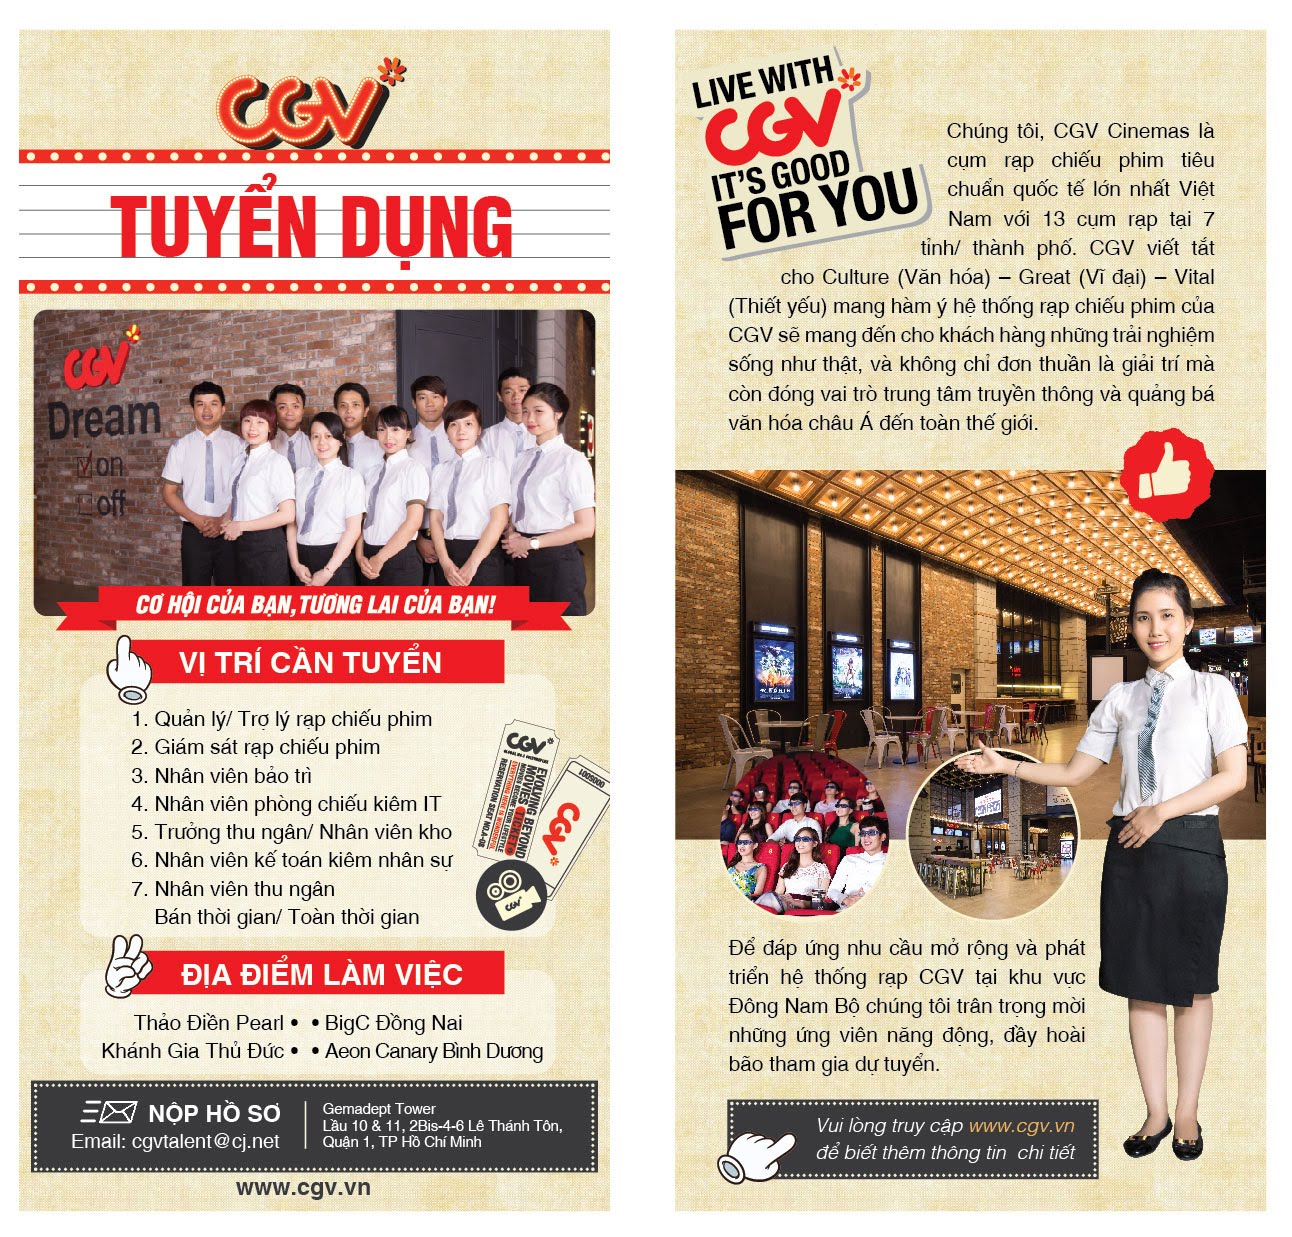 CGV
TUYỂN DỤNG
CGV
Dream
on
off
CƠ HỘI CỦA BẠN, TƯƠNG LAI CỦA BẠN!
VỊ TRÍ CẦN TUYỂN
1. Quản lý/ Trợ lý rạp chiếu phim
2. Giám sát rạp chiếu phim
3. Nhân viên bảo trì
4. Nhân viên phòng chiếu kiêm IT
5. Trưởng thu ngân/ Nhân viên kho
6. Nhân viên kế toán kiêm nhân sự
7. Nhân viên thu ngân
Bán thời gian/ Toàn thời gian
CGV
EVOLVING BEYOND
MOVIES
RESERVATION SEAT NO.A-08
CGV
0006001
CGV
ĐỊA ĐIỂM LÀM VIỆC
Thảo Điền Pearl • • BigC Đồng Nai
Khánh Gia Thủ Đức • • Aeon Canary Bình Dương
NỘP HỒ SƠ
Email: cgvtalent@cj.net
Gemadept Tower
Lầu 10 & 11, 2Bis-4-6 Lê Thánh Tôn,
Quận 1, TP Hồ Chí Minh
www.cgv.vn
LIVE WITH
CGV
IT'S GOOD
FOR YOU
Chúng tôi, CGV Cinemas là
cụm rạp chiếu phim tiêu
chuẩn quốc tế lớn nhất Việt
Nam với 13 cụm rạp tại 7
tỉnh/ thành phố. CGV viết tắt
cho Culture (Văn hóa) – Great (Vĩ đại) – Vital
(Thiết yếu) mang hàm ý hệ thống rạp chiếu phim của
CGV sẽ mang đến cho khách hàng những trải nghiệm
sống như thật, và không chỉ đơn thuần là giải trí mà
còn đóng vai trò trung tâm truyền thông và quảng bá
văn hóa châu Á đến toàn thế giới.
Để đáp ứng nhu cầu mở rộng và phát
triển hệ thống rạp CGV tại khu vực
Đông Nam Bộ chúng tôi trân trọng mời
những ứng viên năng động, đầy hoài
bão tham gia dự tuyển.
Vui lòng truy cập www.cgv.vn
để biết thêm thông tin chi tiết